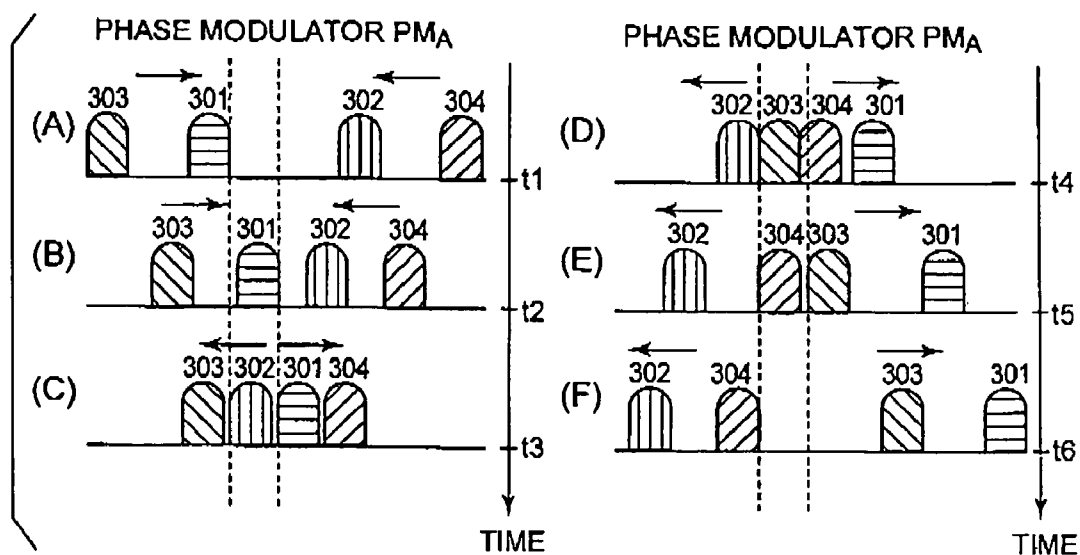 PHASE MODULATOR PMA
303 301 302 304
(A)
t1
303 301 302 304
(B)
t2
303 302 301 304
(C)
t3
TIME
PHASE MODULATOR PMA
302 303 304 301
(D)
t4
302 304 303 301
(E)
t5
302 304 303 301
(F)
t6
TIME